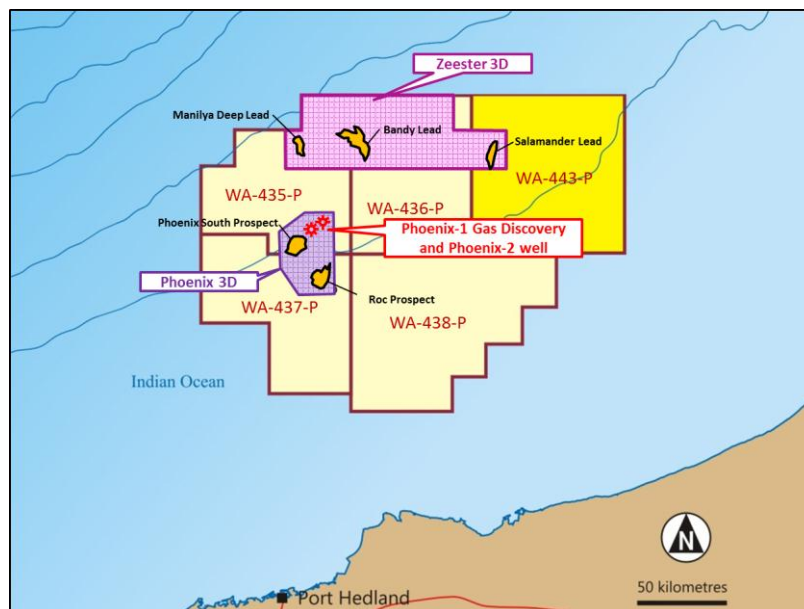 Zeester 3D
Manilya Deep Lead
Bandy Lead
Salamander Lead
WA-443-P
WA-435-P
WA-436-P
Phoenix South Prospect
Phoenix-1 Gas Discovery
and Phoenix-2 well
Phoenix 3D
Roc Prospect
WA-437-P
WA-438-P
Indian Ocean
N
50 kilometres
Port Hedland